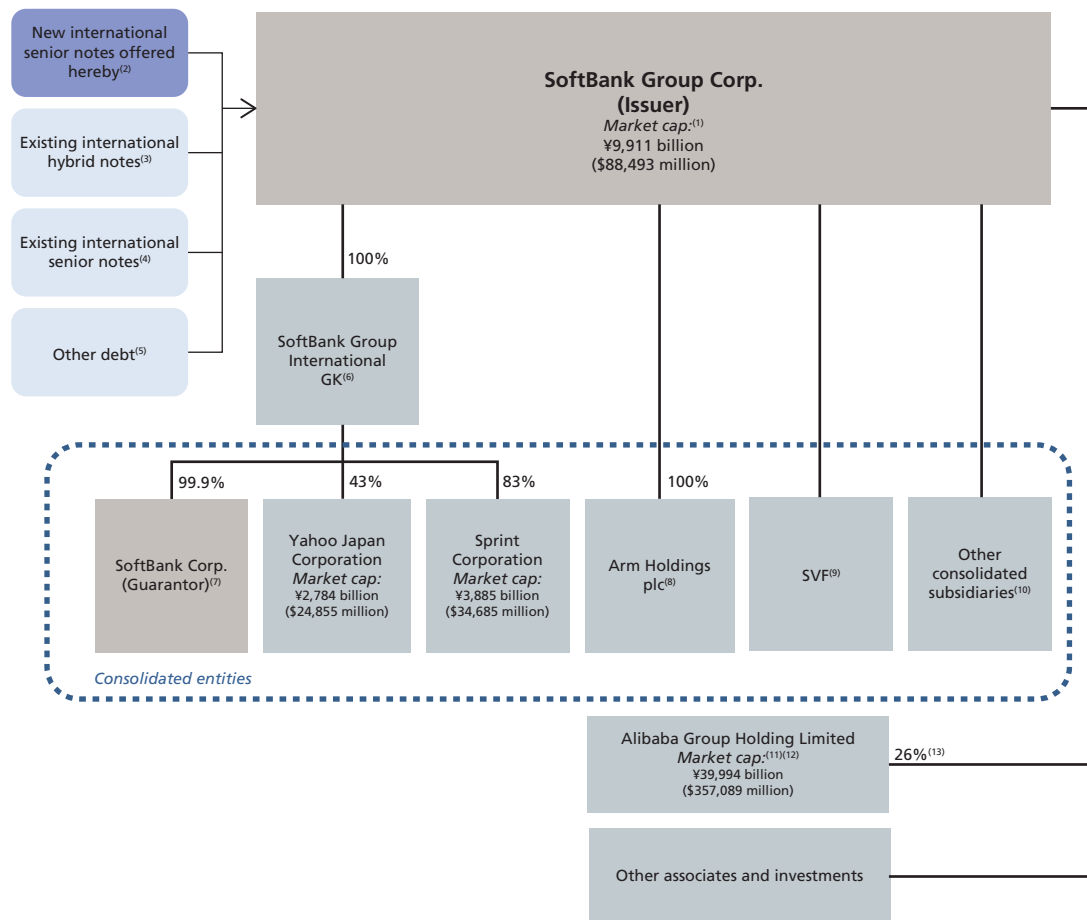 New international
senior notes offered
hereby(2)
Existing international
hybrid notes(3)
Existing international
senior notes(4)
Other debt(5)
SoftBank Group Corp.
(Issuer)
Market cap:(1)
¥9,911 billion
($88,493 million)
100%
SoftBank Group
International
GK(6)
99.9%
43%
83%
100%
SoftBank Corp.
(Guarantor)(7)
Yahoo Japan
Corporation
Market cap:
¥2,784 billion
($24,855 million)
Sprint
Corporation
Market cap:
¥3,885 billion
($34,685 million)
Arm Holdings
plc(8)
SVF(9)
Other
consolidated
subsidiaries(10)
Consolidated entities
Alibaba Group Holding Limited
Market cap:(11)(12)
¥39,994 billion
($357,089 million)
26%(13)
Other associates and investments